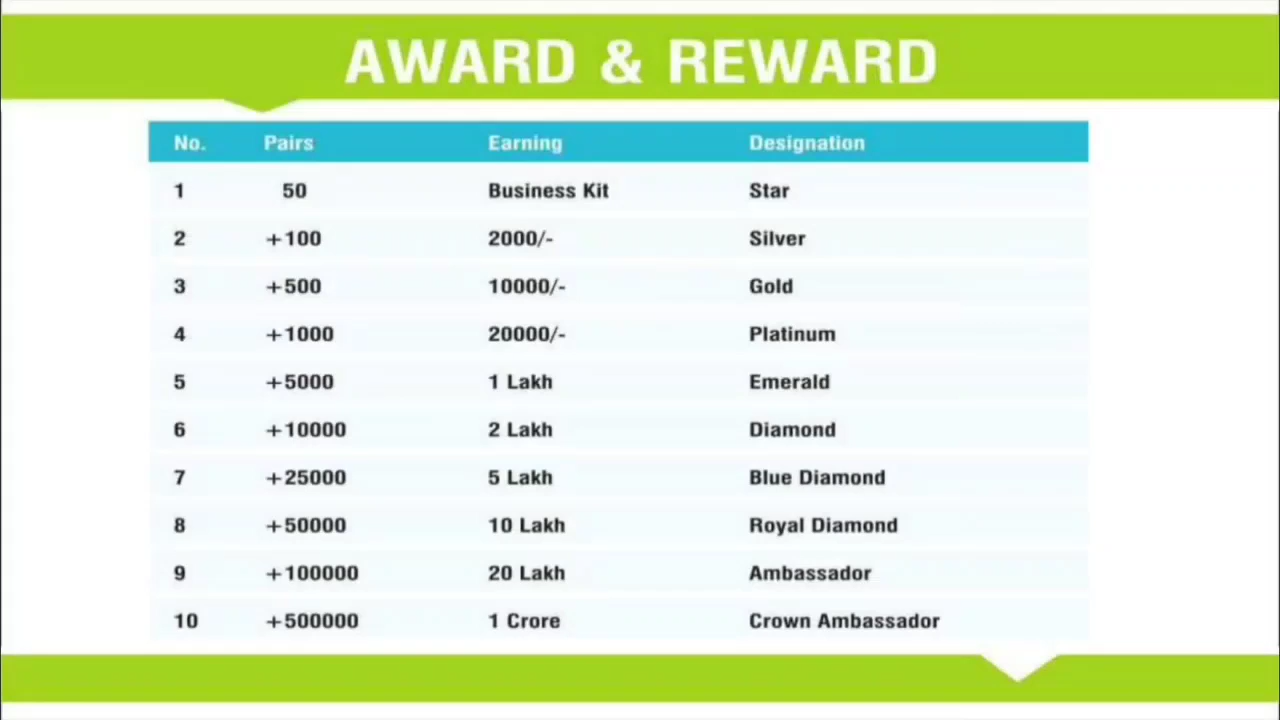 AWARD & REWARD
No. Pairs Earning Designation
1 50 Business Kit Star
2 +100 2000/- Silver
3 +500 10000/- Gold
4 +1000 20000/- Platinum
5 +5000 1 Lakh Emerald
6 +10000 2 Lakh Diamond
7 +25000 5 Lakh Blue Diamond
8 +50000 10 Lakh Royal Diamond
9 +100000 20 Lakh Ambassador
10 +500000 1 Crore Crown Ambassador